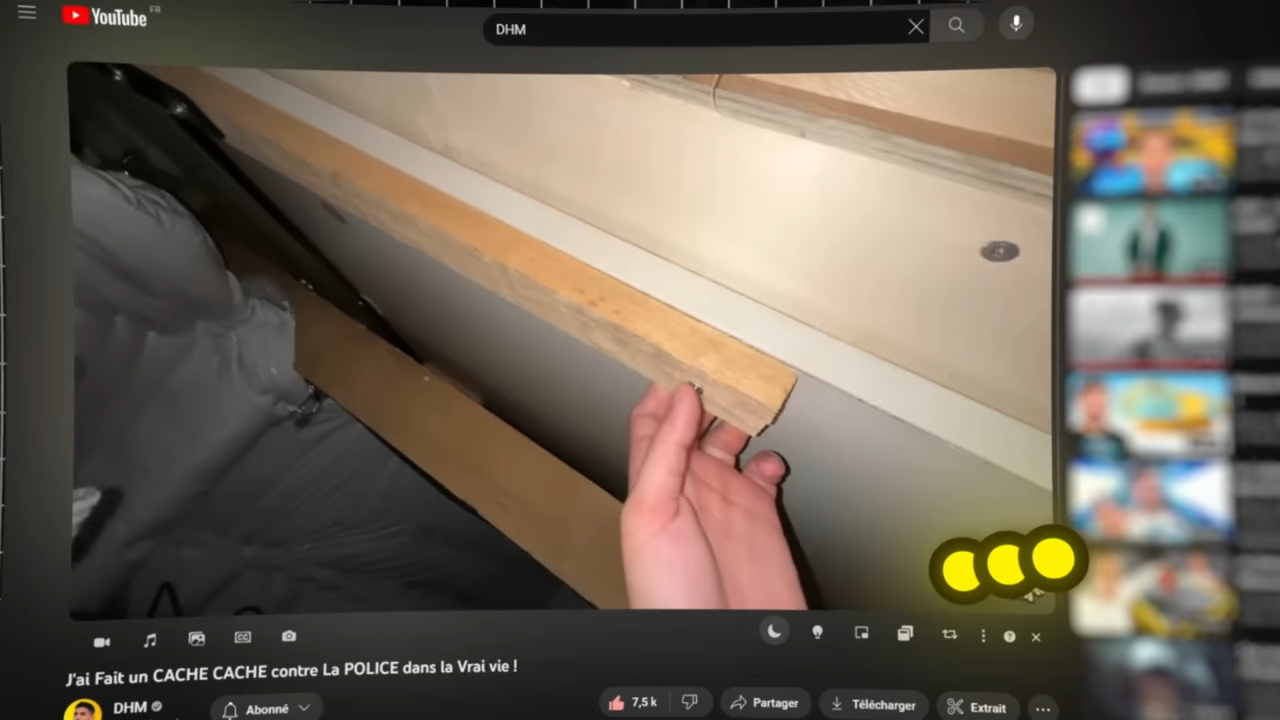 YouTube FR
DHM
CC
J'ai Fait un CACHE CACHE contre La POLICE dans la Vrai vie !
DHM
Abonné
7,5 k
Partager
Télécharger
Extrait